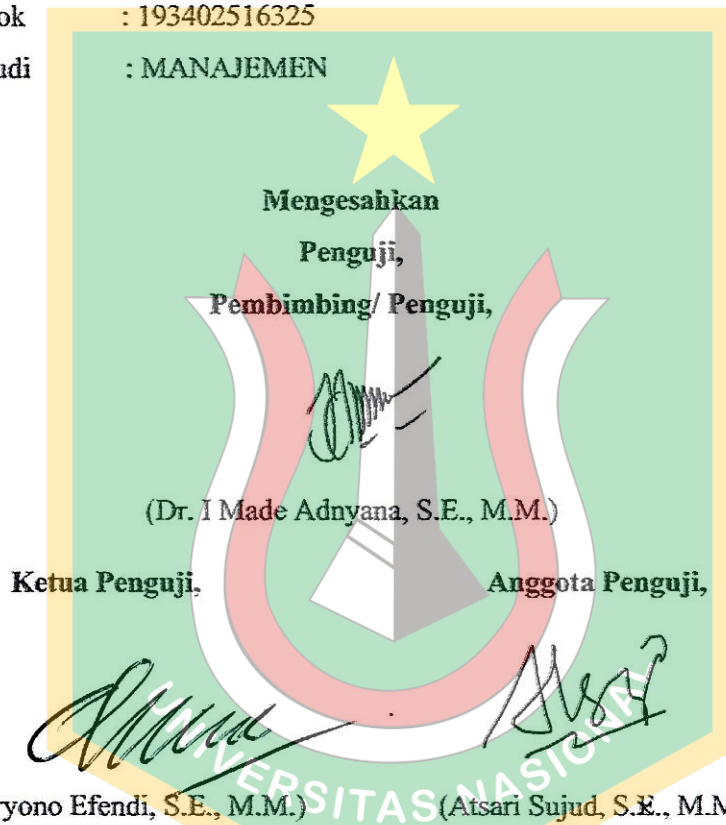 ok : 193402516325
udi : MANAJEMEN
Mengesahkan
Penguji,
Pembimbing/ Penguji,
(Dr. I Made Adnyana, S.E., M.M.)
Ketua Penguji, Anggota Penguji,
ryono Efendi, S.E., M.M.) (Atsari Sujud, S.E., M.M
UNIVERSITAS NASIONAL